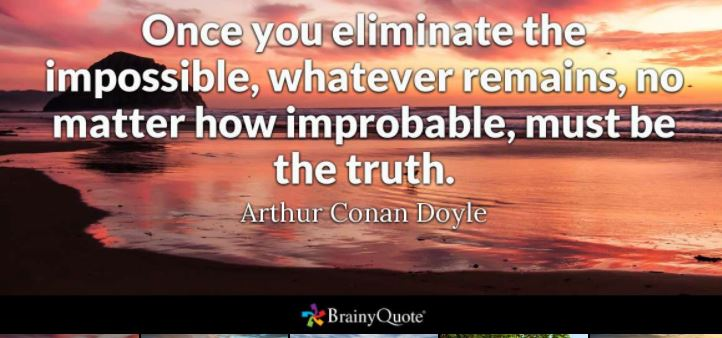 Once you eliminate the
impossible, whatever remains, no
matter how improbable, must be
the truth.
Arthur Conan Doyle
BrainyQuote